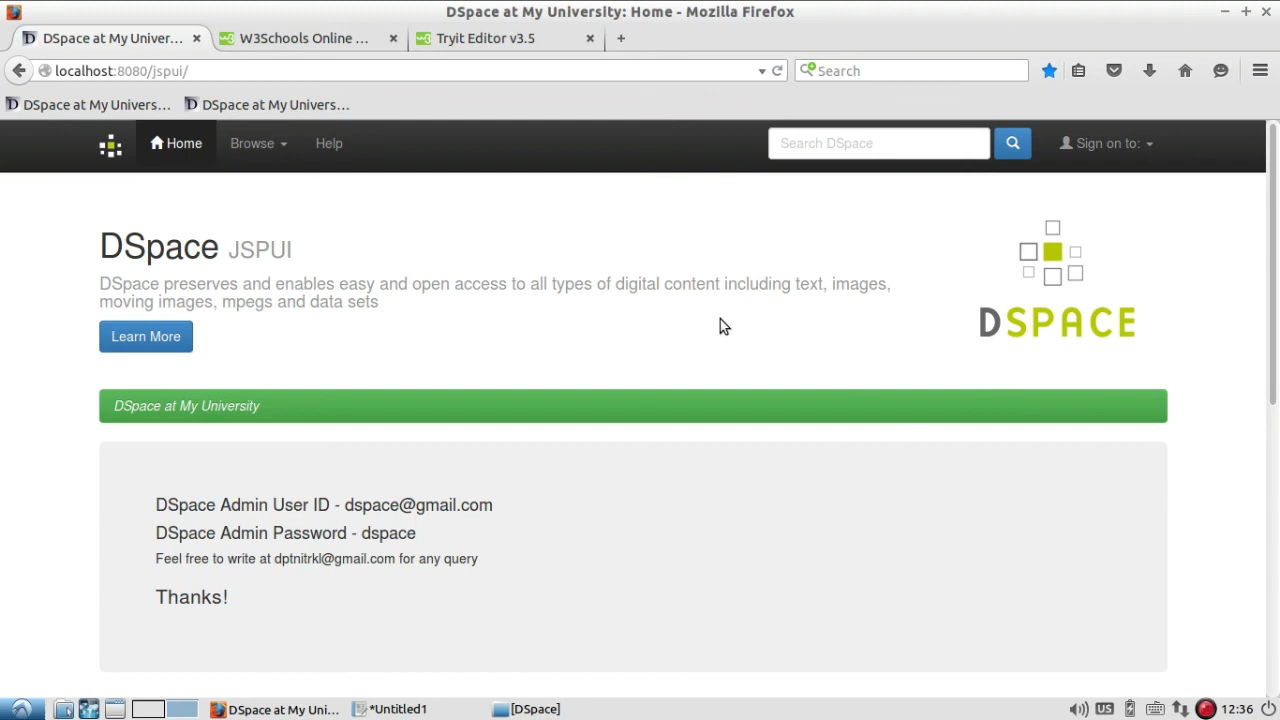 DSpace at My University: Home - Mozilla Firefox
DSpace at My Univer... W3Schools Online ... Tryit Editor v3.5
localhost:8080/jspui/ Search
DSpace at My Univers... DSpace at My Univers...
Home Browse Help Search DSpace Sign on to:
DSpace JSPUI
DSpace preserves and enables easy and open access to all types of digital content including text, images,
moving images, mpegs and data sets
Learn More
DSPACE
DSpace at My University
DSpace Admin User ID - dspace@gmail.com
DSpace Admin Password - dspace
Feel free to write at dptnitrkl@gmail.com for any query
Thanks!
DSpace at My Uni... *Untitled1 [DSpace] US 12:36